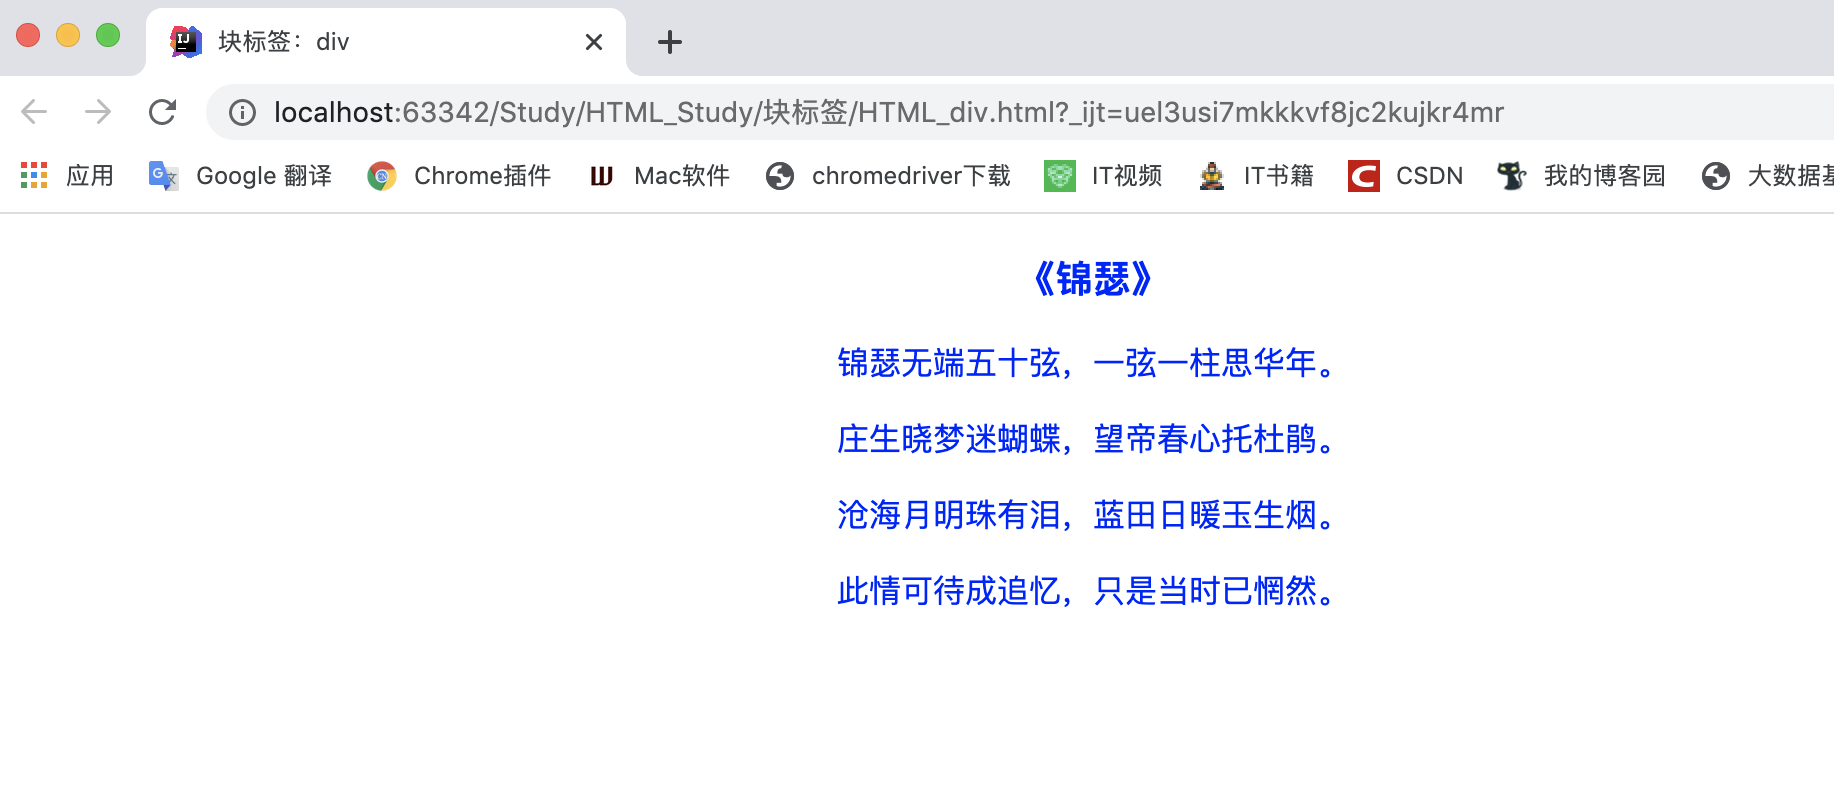 块标签：div
localhost:63342/Study/HTML_Study/块标签/HTML_div.html?_ijt=uel3usi7mkkkvf8jc2kujkr4mr
应用 Google 翻译 Chrome插件 Mac软件 chromedriver下载 IT视频 IT书籍 CSDN 我的博客园 大数据基
《锦瑟》
锦瑟无端五十弦，一弦一柱思华年。
庄生晓梦迷蝴蝶，望帝春心托杜鹃。
沧海月明珠有泪，蓝田日暖玉生烟。
此情可待成追忆，只是当时已惘然。